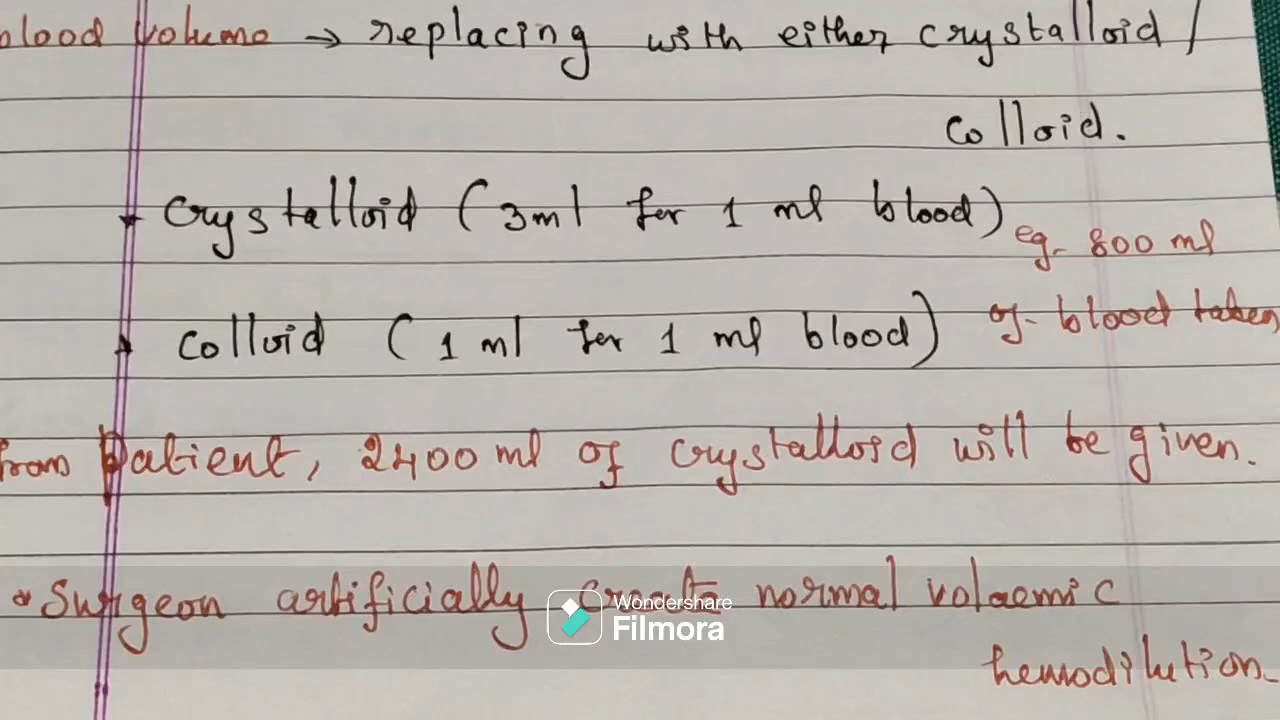 blood volume → replacing with either crystalloid /
colloid.
crystalloid (3ml for 1 ml blood)
eg. 800 ml
colloid (1 ml for 1 ml blood)
of blood taken
from patient, 2400 ml of crystalloid will be given.
Surgeon artificially create normal volaemic
Wondershare
Filmora
hemodilution